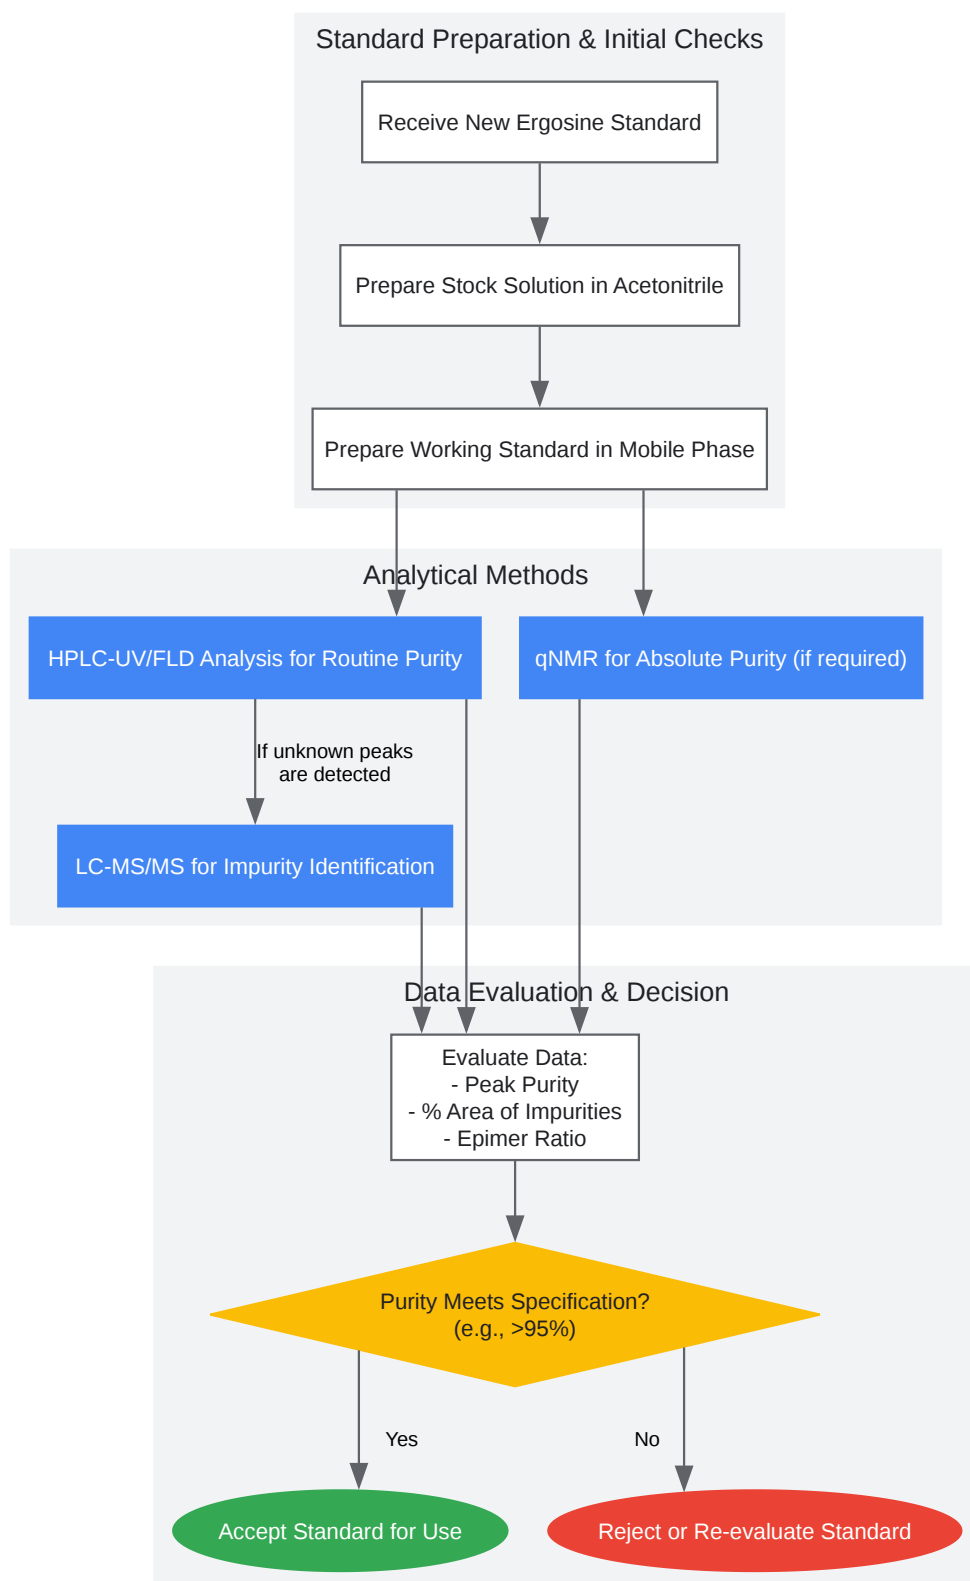 Standard Preparation & Initial Checks
Receive New Ergosine Standard
Prepare Stock Solution in Acetonitrile
Prepare Working Standard in Mobile Phase
Analytical Methods
HPLC-UV/FLD Analysis for Routine Purity
qNMR for Absolute Purity (if required)
If unknown peaks
are detected
LC-MS/MS for Impurity Identification
Data Evaluation & Decision
Evaluate Data:
- Peak Purity
- % Area of Impurities
- Epimer Ratio
Purity Meets Specification?
(e.g., >95%)
Yes
No
Accept Standard for Use
Reject or Re-evaluate Standard